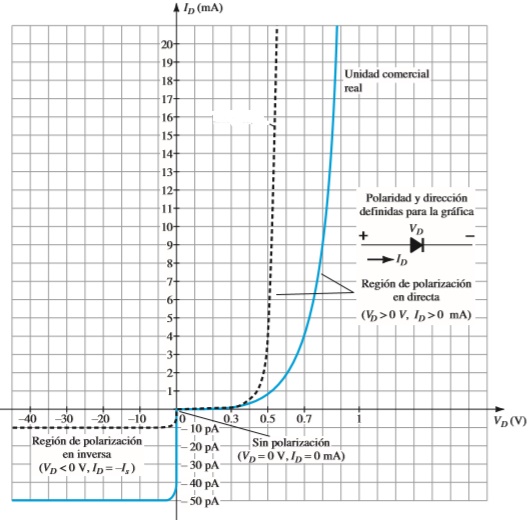 I_D (mA)
20
19
18
17
16
15
14
13
12
11
10
9
8
7
6
5
4
3
2
1
Unidad comercial
real
Polaridad y dirección
definidas para la gráfica
V_D
+
–
I_D
Región de polarización
en directa
(V_D > 0 V, I_D > 0 mA)
–40
–30
–20
–10
0
0.3
0.5
0.7
1
V_D (V)
– 10 pA
– 20 pA
– 30 pA
– 40 pA
– 50 pA
Región de polarización
en inversa
(V_D < 0 V, I_D = –I_s)
Sin polarización
(V_D = 0 V, I_D = 0 mA)